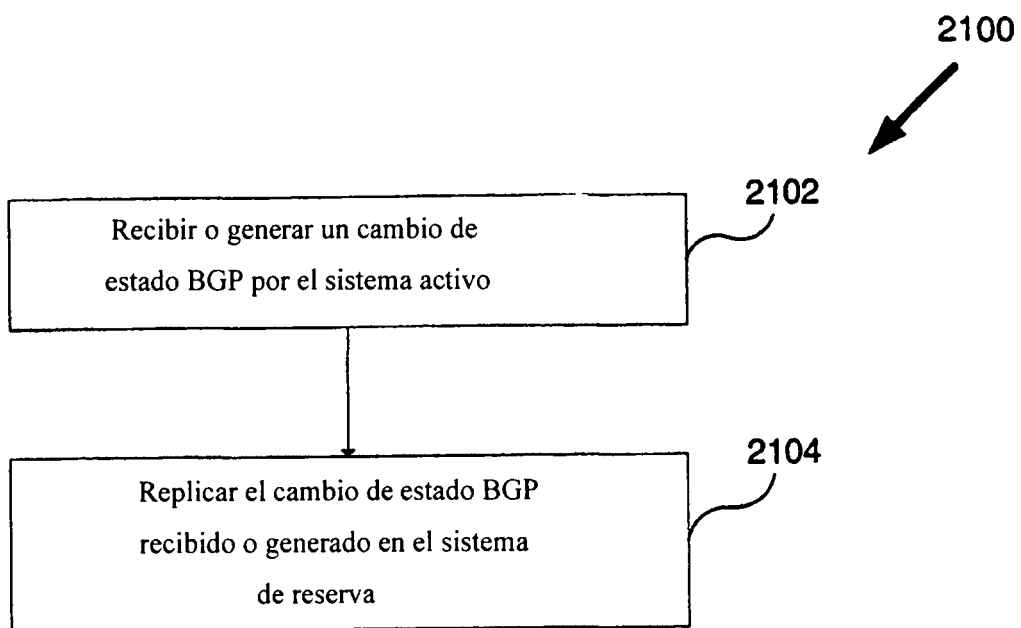 2100
2102
Recibir o generar un cambio de
estado BGP por el sistema activo
2104
Replicar el cambio de estado BGP
recibido o generado en el sistema
de reserva